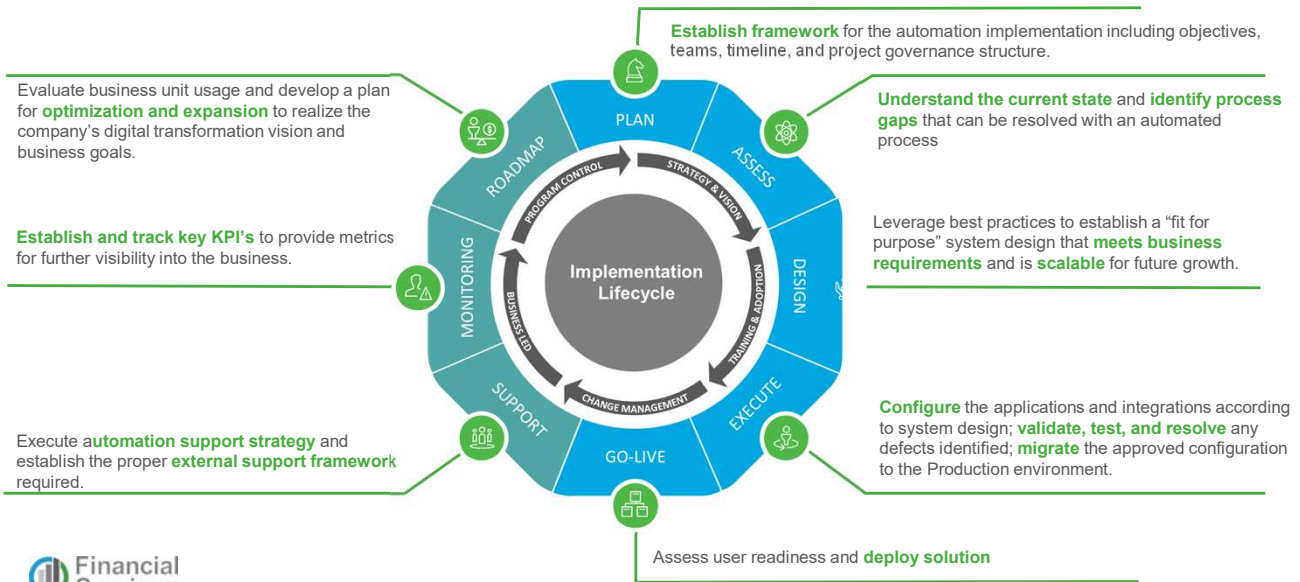 Establish framework for the automation implementation including objectives,
teams, timeline, and project governance structure.
Evaluate business unit usage and develop a plan
for optimization and expansion to realize the
company's digital transformation vision and
business goals.
Understand the current state and identify process
gaps that can be resolved with an automated
process
Establish and track key KPI's to provide metrics
for further visibility into the business.
Leverage best practices to establish a “fit for
purpose” system design that meets business
requirements and is scalable for future growth.
PLAN
ASSESS
DESIGN
EXECUTE
GO-LIVE
SUPPORT
MONITORING
ROADMAP
STRATEGY & VISION
TRAINING & ADOPTION
CHANGE MANAGEMENT
BUSINESS LED
PROGRAM CONTROL
Implementation
Lifecycle
Execute automation support strategy and
establish the proper external support framework
required.
Configure the applications and integrations according
to system design; validate, test, and resolve any
defects identified; migrate the approved configuration
to the Production environment.
Assess user readiness and deploy solution
Financial